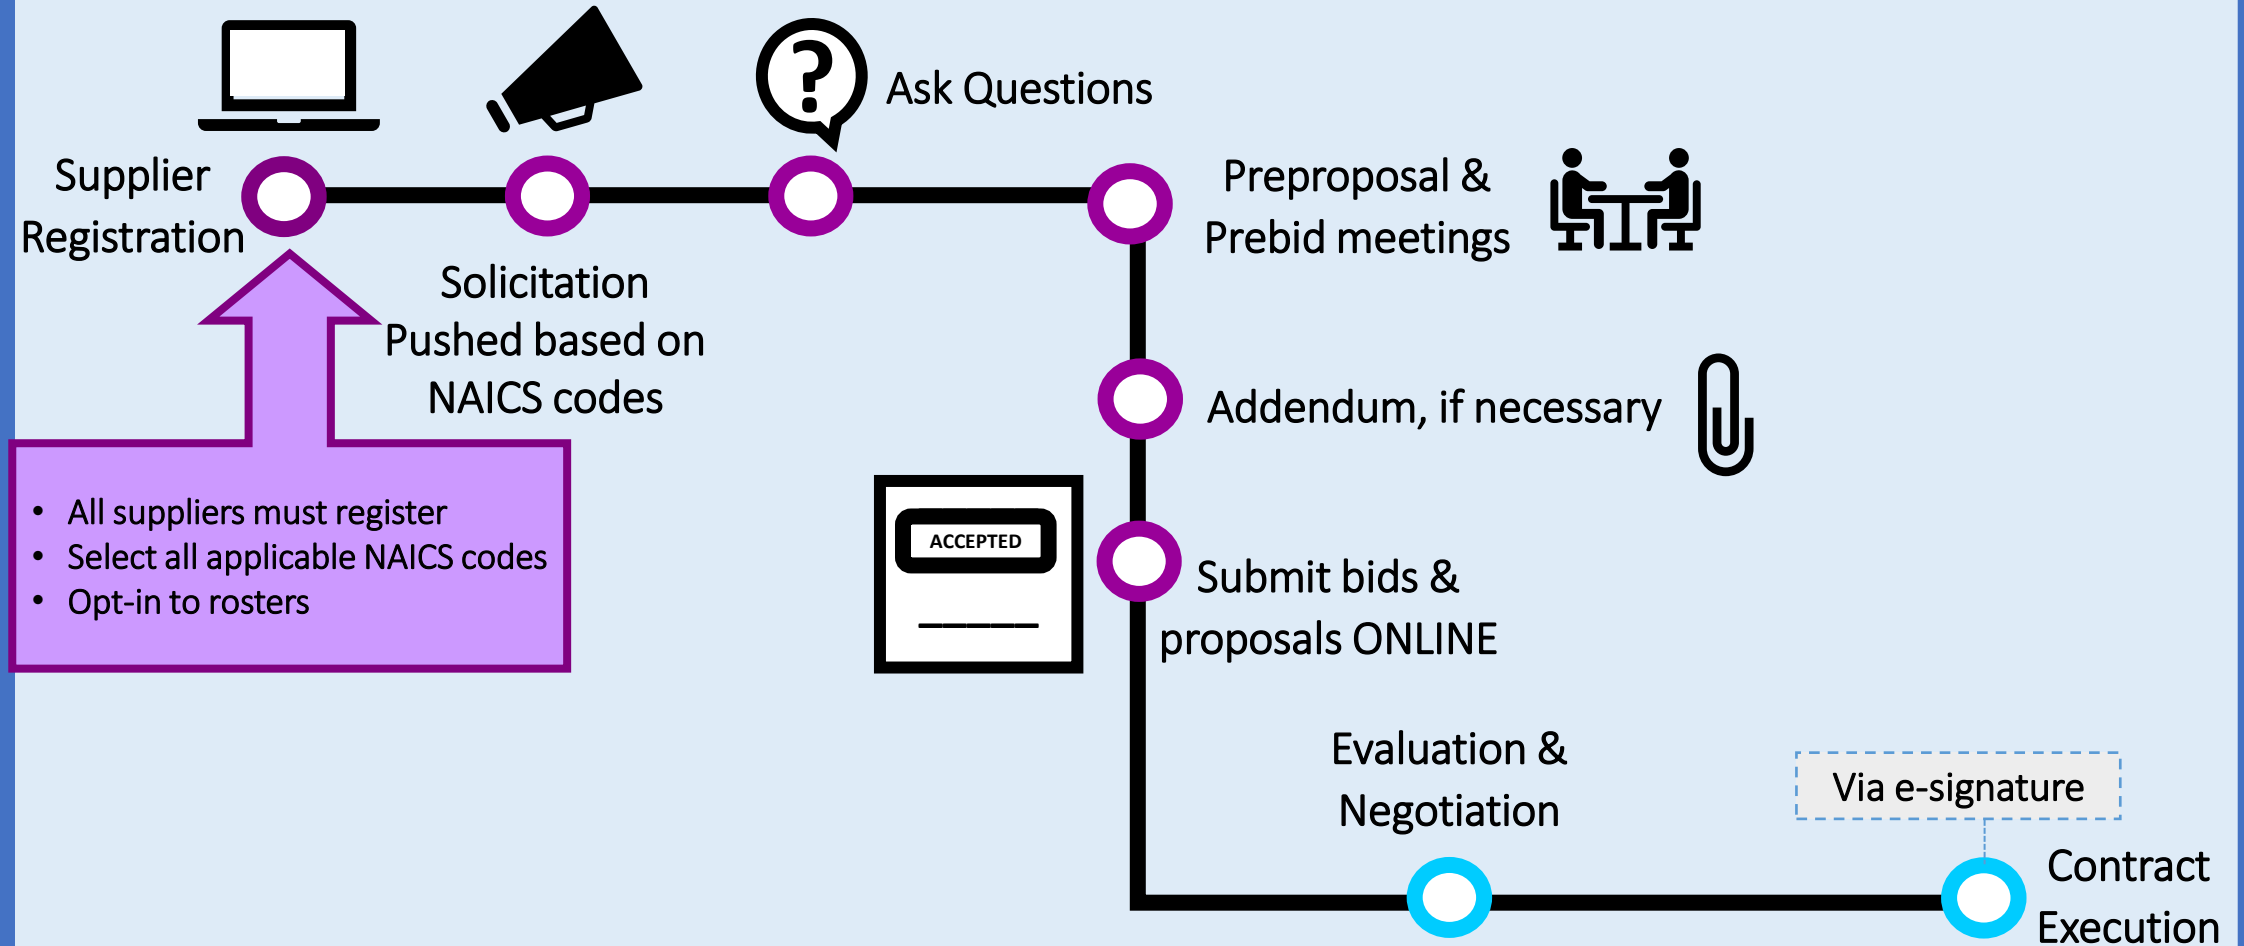 Supplier
Registration
Solicitation
Pushed based on
NAICS codes
?
Ask Questions
Preproposal &
Prebid meetings
Addendum, if necessary
ACCEPTED
Submit bids &
proposals ONLINE
• All suppliers must register
• Select all applicable NAICS codes
• Opt-in to rosters
Evaluation &
Negotiation
Via e-signature
Contract
Execution